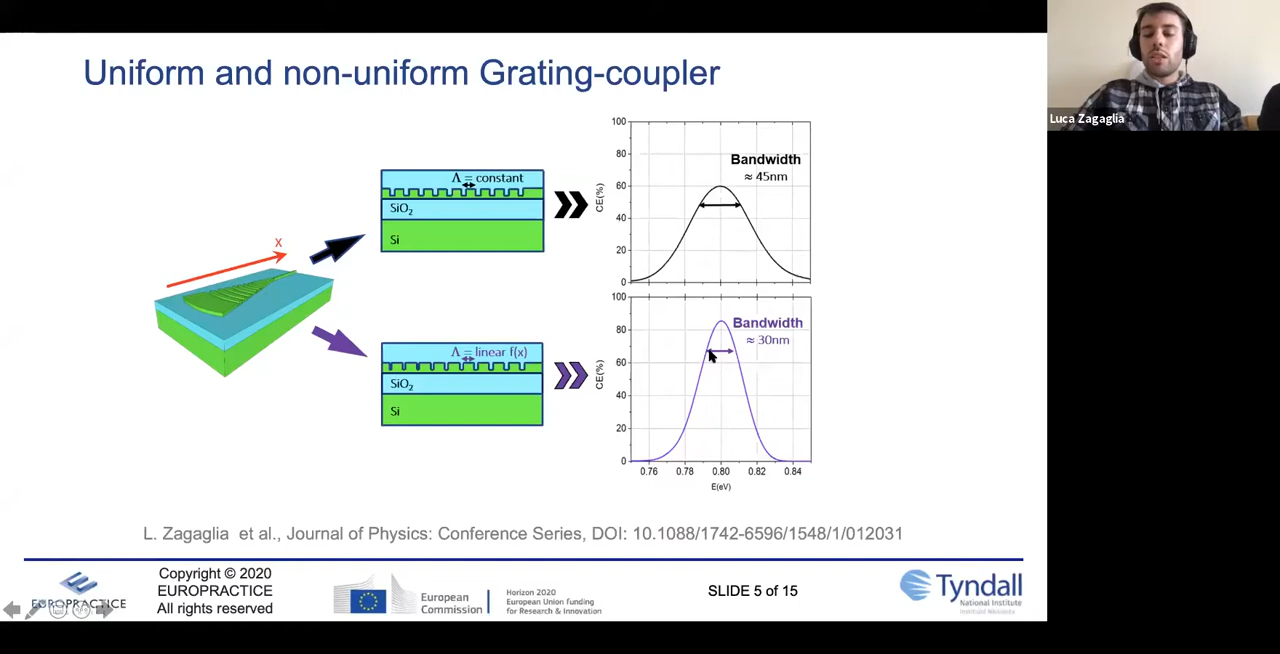 Uniform and non-uniform Grating-coupler
Luca Zagaglia
X
Λ = constant
SiO2
Si
Λ = linear f(x)
SiO2
Si
100
80
60
40
20
0
CE(%)
Bandwidth
≈ 45nm
100
80
60
40
20
0
CE(%)
Bandwidth
≈ 30nm
0.76 0.78 0.80 0.82 0.84
E(eV)
L. Zagaglia et al., Journal of Physics: Conference Series, DOI: 10.1088/1742-6596/1548/1/012031
EUROPRACTICE
Copyright © 2020
EUROPRACTICE
All rights reserved
European
Commission
Horizon 2020
European Union funding
for Research & Innovation
SLIDE 5 of 15
Tyndall
National Institute